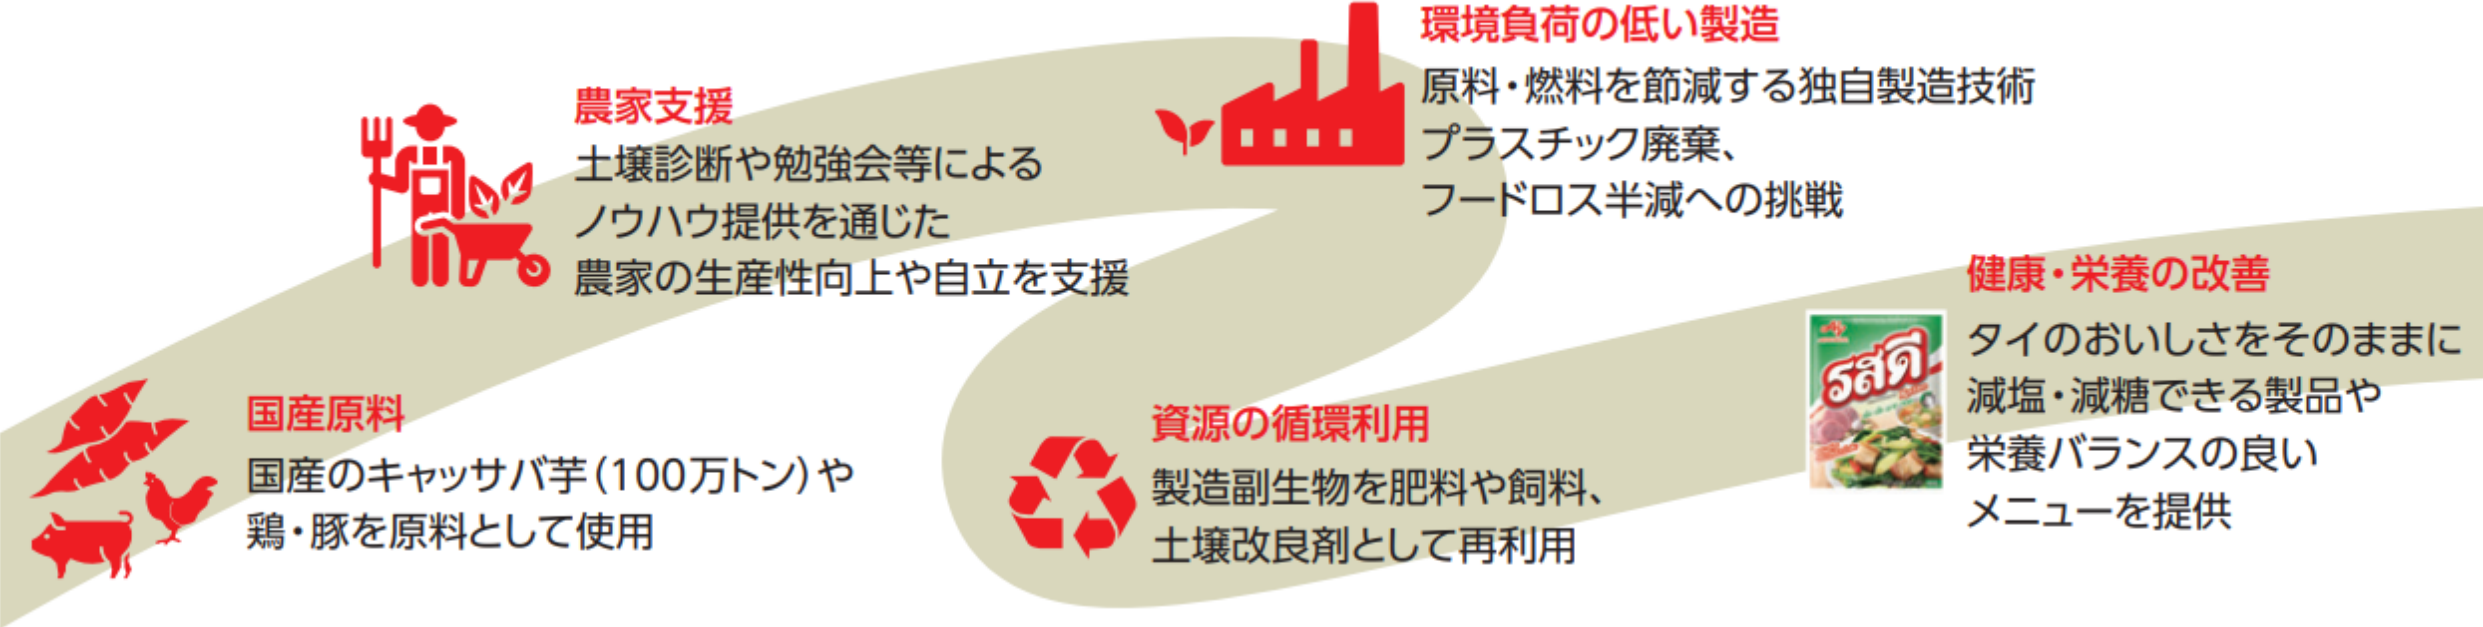 国産原料
国産のキャッサバ芋(100万トン)や
鶏・豚を原料として使用
農家支援
土壌診断や勉強会等による
ノウハウ提供を通じた
農家の生産性向上や自立を支援
環境負荷の低い製造
原料・燃料を節減する独自製造技術
プラスチック廃棄、
フードロス半減への挑戦
資源の循環利用
製造副生物を肥料や飼料、
土壌改良剤として再利用
健康・栄養の改善
タイのおいしさをそのままに
減塩・減糖できる製品や
栄養バランスの良い
メニューを提供
รสดี